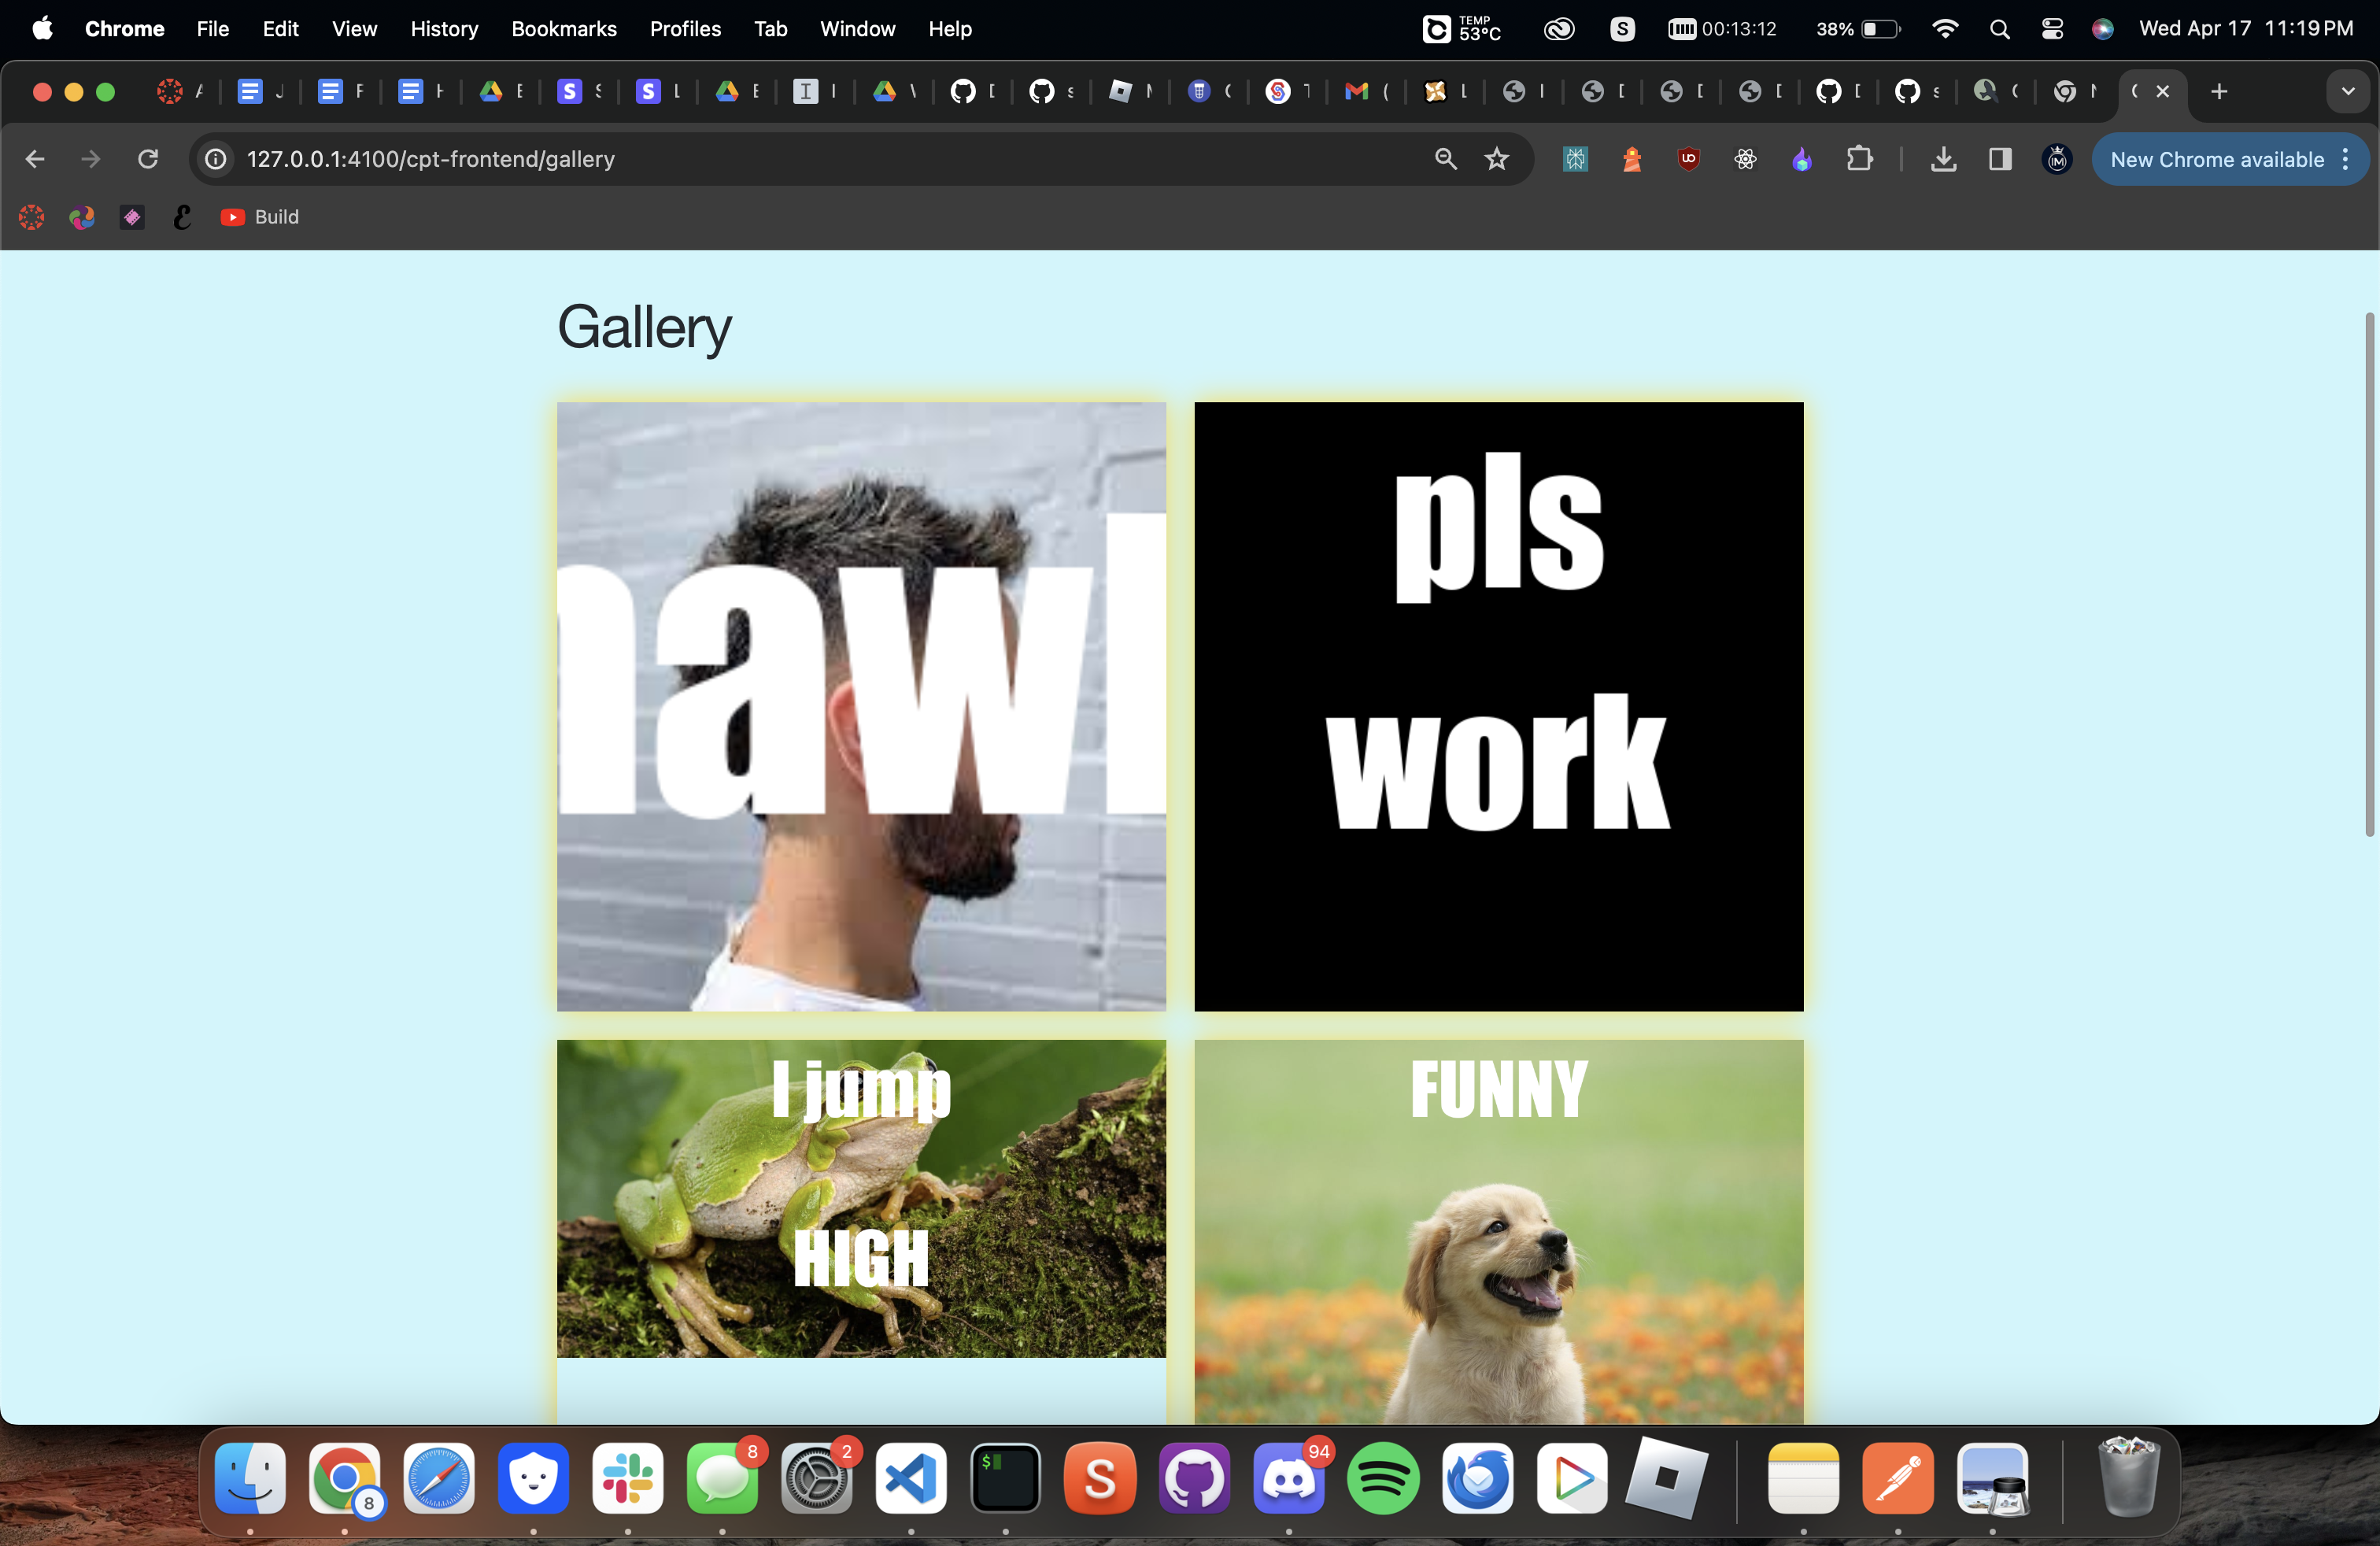 Chrome File Edit View History Bookmarks Profiles Tab Window Help TEMP 53°C S 00:13:12 38% Wed Apr 17 11:19 PM
127.0.0.1:4100/cpt-frontend/gallery New Chrome available
Build
Gallery
hawk
pls
work
I jump
HIGH
FUNNY
8 8 2 94